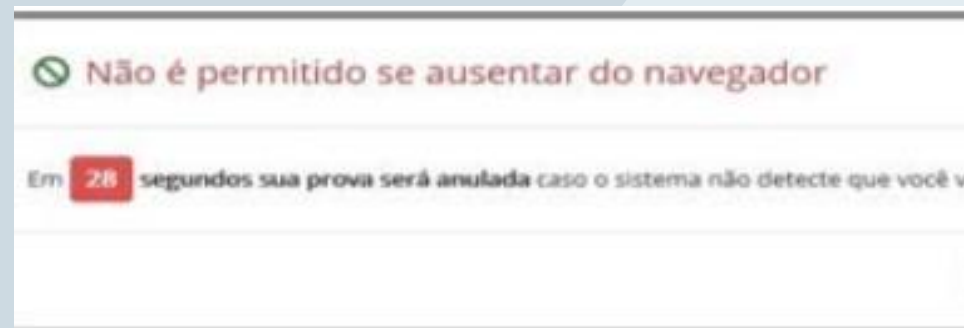 Não é permitido se ausentar do navegador
Em 28 segundos sua prova será anulada caso o sistema não detecte que você v